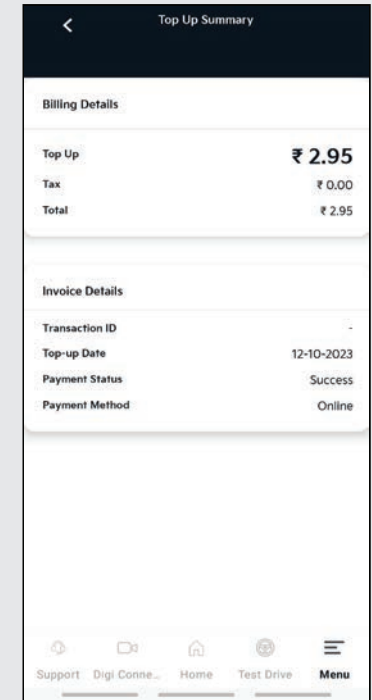 Top Up Summary
Billing Details
Top Up ₹ 2.95
Tax ₹ 0.00
Total ₹ 2.95
Invoice Details
Transaction ID -
Top-up Date 12-10-2023
Payment Status Success
Payment Method Online
Support Digi Conne... Home Test Drive Menu